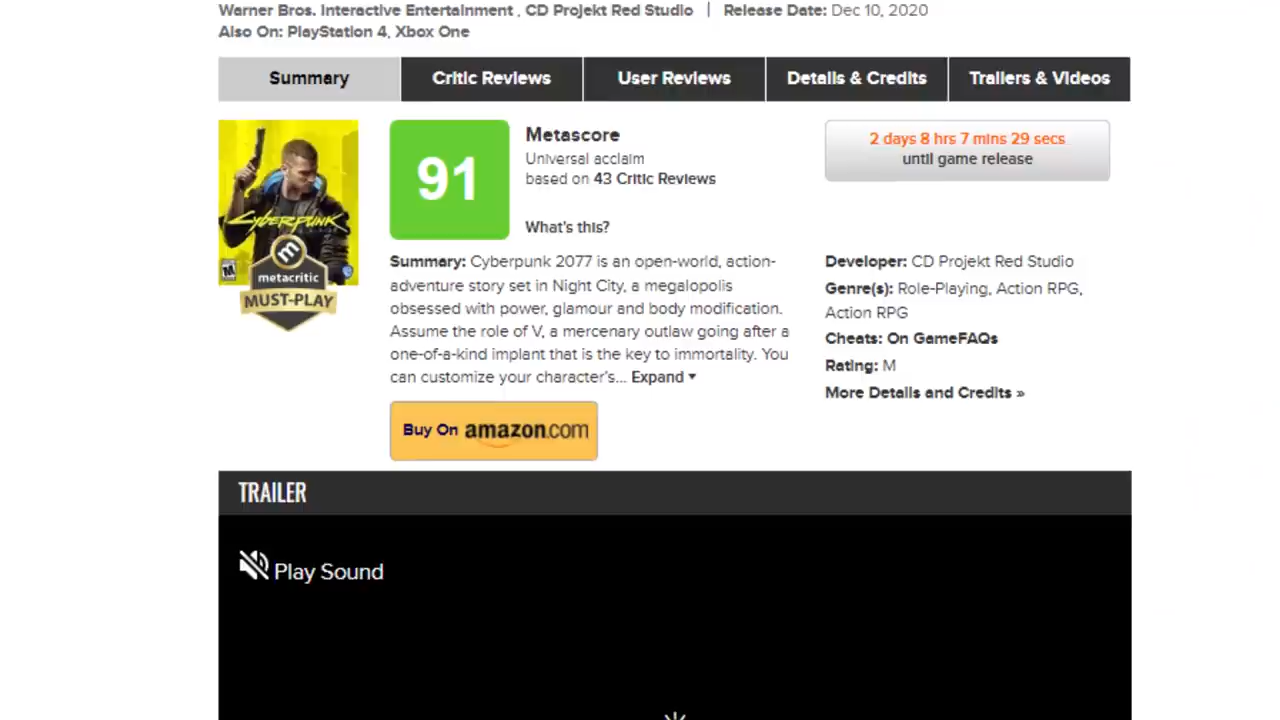 Warner Bros. Interactive Entertainment , CD Projekt Red Studio | Release Date: Dec 10, 2020
Also On: PlayStation 4, Xbox One
Summary Critic Reviews User Reviews Details & Credits Trailers & Videos
CYBERPUNK
M
m
metacritic
MUST-PLAY
91
Metascore
Universal acclaim
based on 43 Critic Reviews
What's this?
2 days 8 hrs 7 mins 29 secs
until game release
Summary: Cyberpunk 2077 is an open-world, action-
adventure story set in Night City, a megalopolis
obsessed with power, glamour and body modification.
Assume the role of V, a mercenary outlaw going after a
one-of-a-kind implant that is the key to immortality. You
can customize your character's... Expand ▾
Developer: CD Projekt Red Studio
Genre(s): Role-Playing, Action RPG,
Action RPG
Cheats: On GameFAQs
Rating: M
More Details and Credits »
Buy On amazon.com
TRAILER
Play Sound